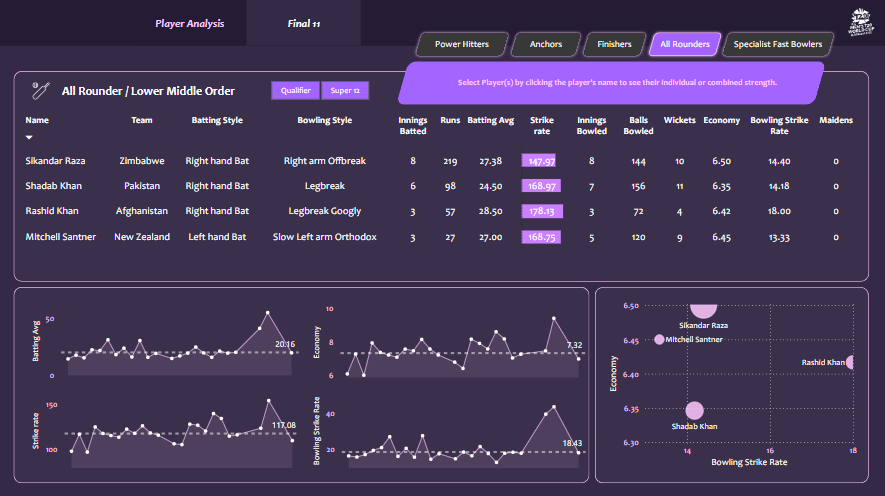 Player Analysis
Final 11
MEN'S T20
WORLD CUP
Power Hitters
Anchors
Finishers
All Rounders
Specialist Fast Bowlers
Select Player(s) by clicking the player's name to see their individual or combined strength.
All Rounder / Lower Middle Order
Qualifier
Super 12
Name Team Batting Style Bowling Style Innings Batted Runs Batting Avg Strike rate Innings Bowled Balls Bowled Wickets Economy Bowling Strike Rate Maidens
Sikandar Raza Zimbabwe Right hand Bat Right arm Offbreak 8 219 27.38 147.97 8 144 10 6.50 14.40 0
Shadab Khan Pakistan Right hand Bat Legbreak 6 98 24.50 168.97 7 156 11 6.35 14.18 0
Rashid Khan Afghanistan Right hand Bat Legbreak Googly 3 57 28.50 178.13 3 72 4 6.42 18.00 0
Mitchell Santner New Zealand Left hand Bat Slow Left arm Orthodox 3 27 27.00 168.75 5 120 9 6.45 13.33 0
Batting Avg
50
0
20.16
Economy
10
8
6
7.32
Strike rate
150
100
117.08
Bowling Strike Rate
40
20
18.43
Economy
6.50
6.45
6.40
6.35
6.30
Sikandar Raza
Mitchell Santner
Rashid Khan
Shadab Khan
14 16 18
Bowling Strike Rate